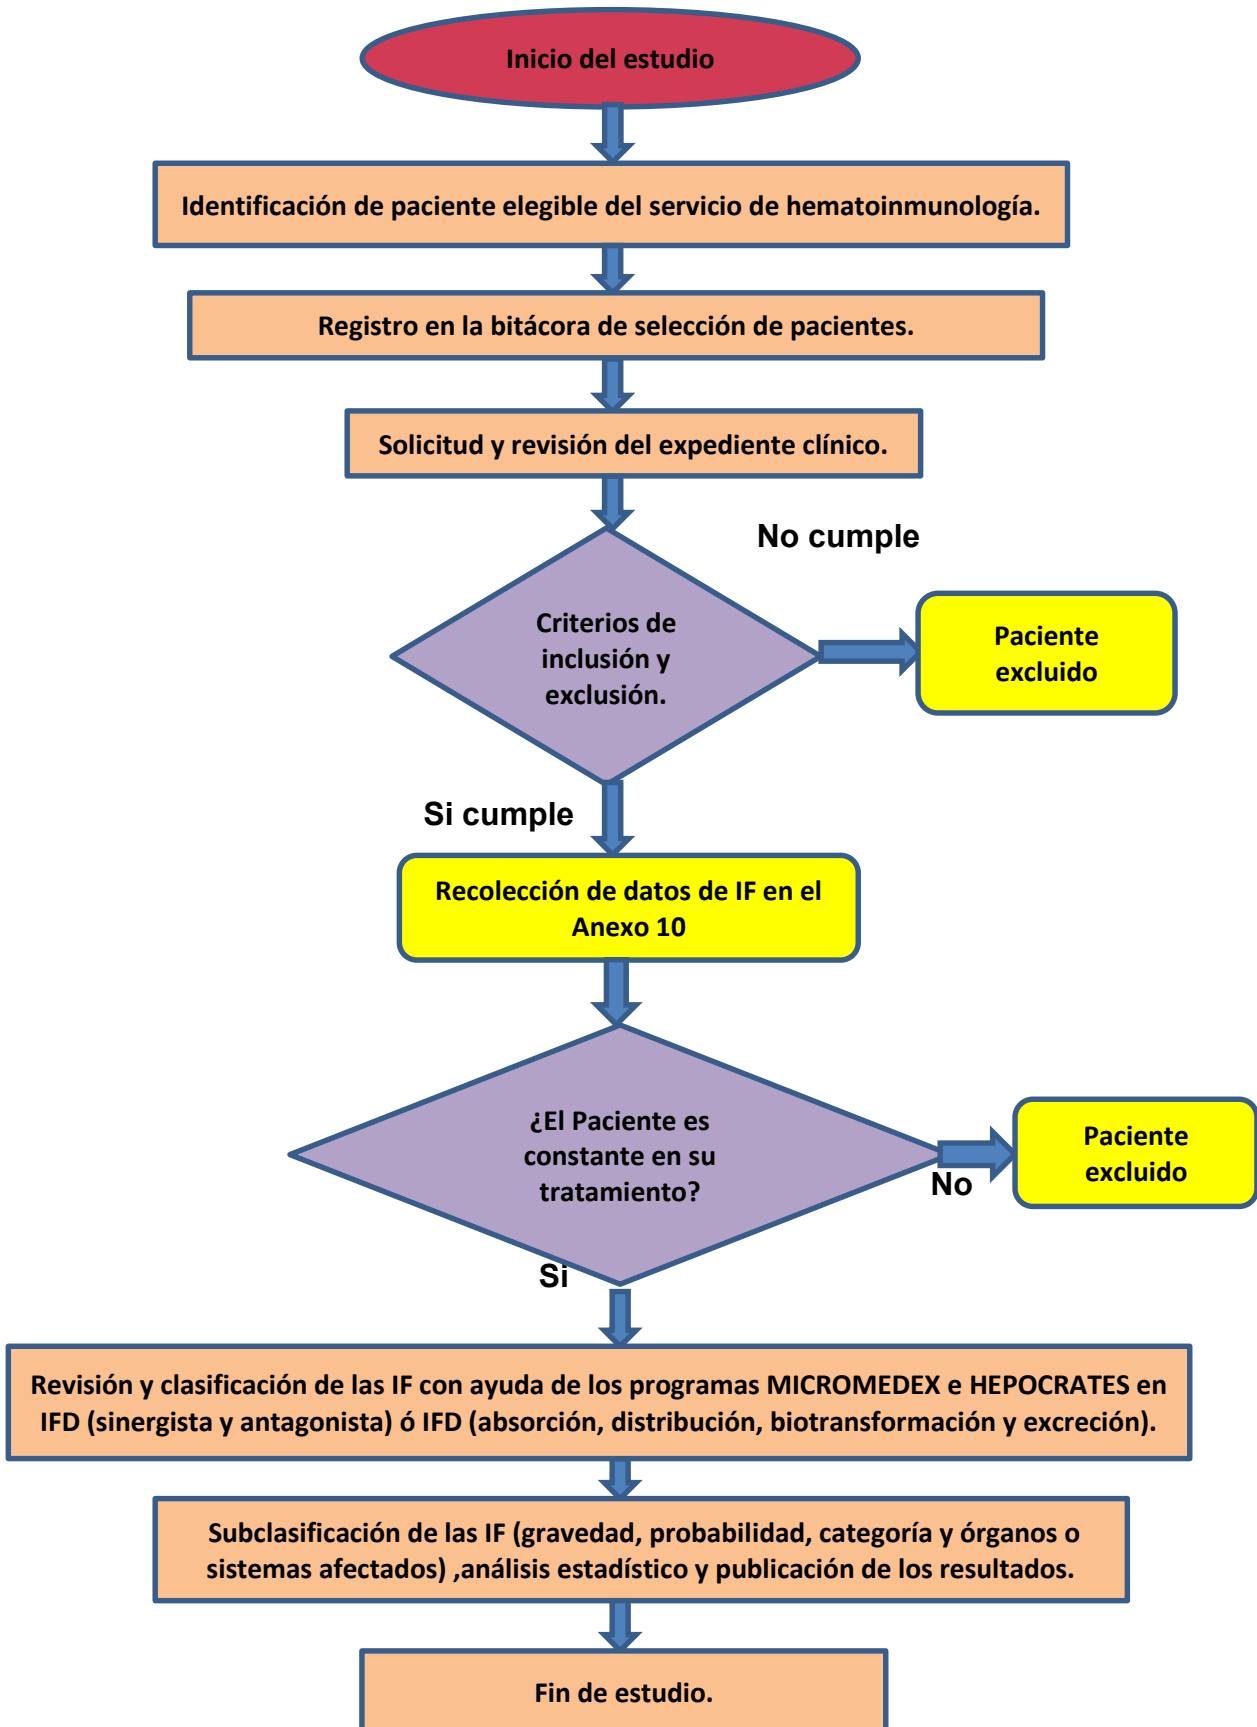 Inicio del estudio
Identificación de paciente elegible del servicio de hematoinmunología.
Registro en la bitácora de selección de pacientes.
Solicitud y revisión del expediente clínico.
No cumple
Criterios de
inclusión y
exclusión.
Paciente
excluido
Si cumple
Recolección de datos de IF en el
Anexo 10
¿El Paciente es
constante en su
tratamiento?
Paciente
excluido
No
Si
Revisión y clasificación de las IF con ayuda de los programas MICROMEDEX e HEPOCRATES en
IFD (sinergista y antagonista) ó IFD (absorción, distribución, biotransformación y excreción).
Subclasificación de las IF (gravedad, probabilidad, categoría y órganos o
sistemas afectados) ,análisis estadístico y publicación de los resultados.
Fin de estudio.